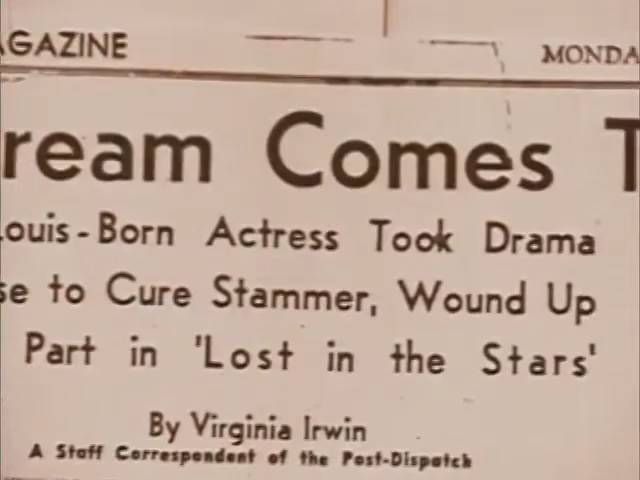 AGAZINE MONDA
ream Comes T
Louis-Born Actress Took Drama
se to Cure Stammer, Wound Up
Part in 'Lost in the Stars'
By Virginia Irwin
A Staff Correspondent of the Post-Dispatch